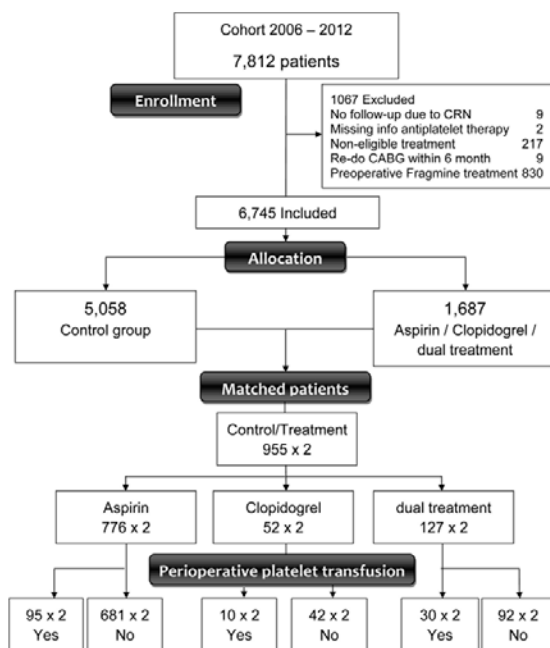 Cohort 2006 – 2012
7,812 patients
Enrollment
1067 Excluded
No follow-up due to CRN 9
Missing info antiplatelet therapy 2
Non-eligible treatment 217
Re-do CABG within 6 month 9
Preoperative Fragmine treatment 830
6,745 Included
Allocation
5,058
Control group
1,687
Aspirin / Clopidogrel /
dual treatment
Matched patients
Control/Treatment
955 x 2
Aspirin
776 x 2
Clopidogrel
52 x 2
dual treatment
127 x 2
Perioperative platelet transfusion
95 x 2
Yes
681 x 2
No
10 x 2
Yes
42 x 2
No
30 x 2
Yes
92 x 2
No